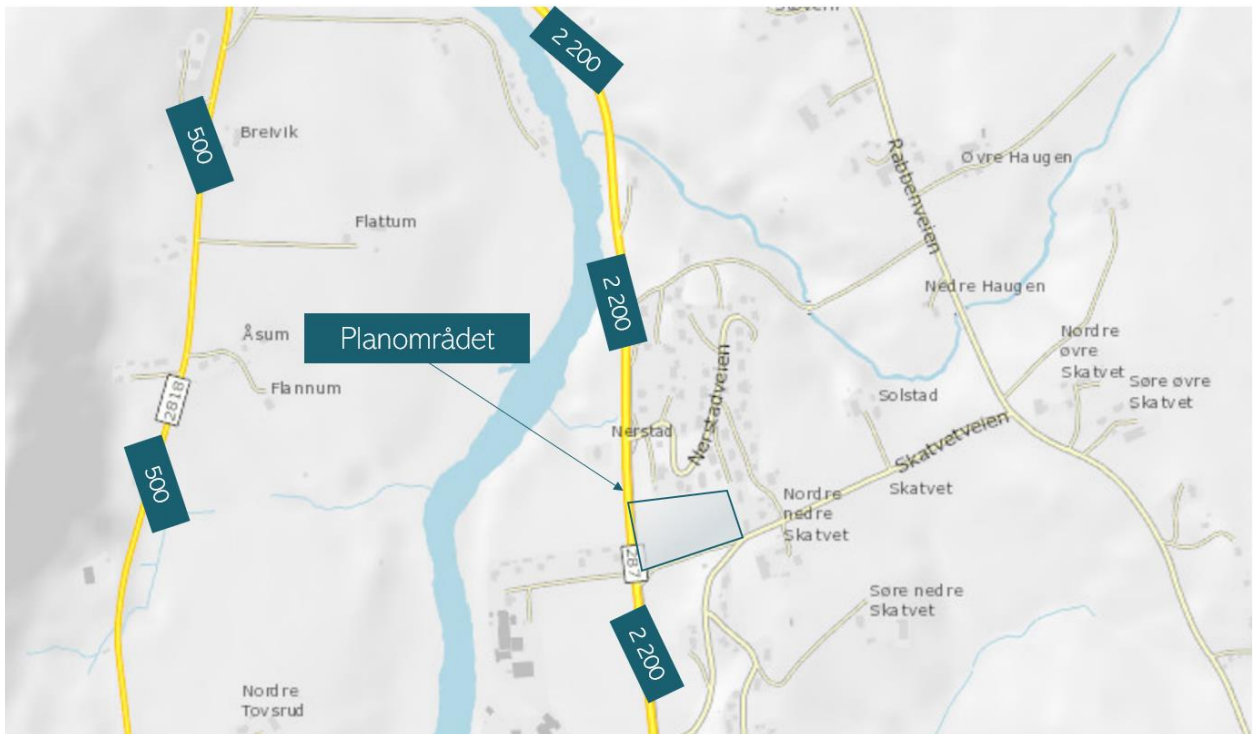 2 200
500
Breivik
Øvre Haugen
Rabbenveien
Flattum
2 200
Nedre Haugen
Planområdet
Åsum
Nordre
øvre
Skatvet
Flannum
2818
Søre øvre
Skatvet
Solstad
Nerstadveien
Nerstad
Skatvetveien
500
Skatvet
Nordre
nedre
Skatvet
287
Søre nedre
Skatvet
2 200
Nordre
Tovsrud